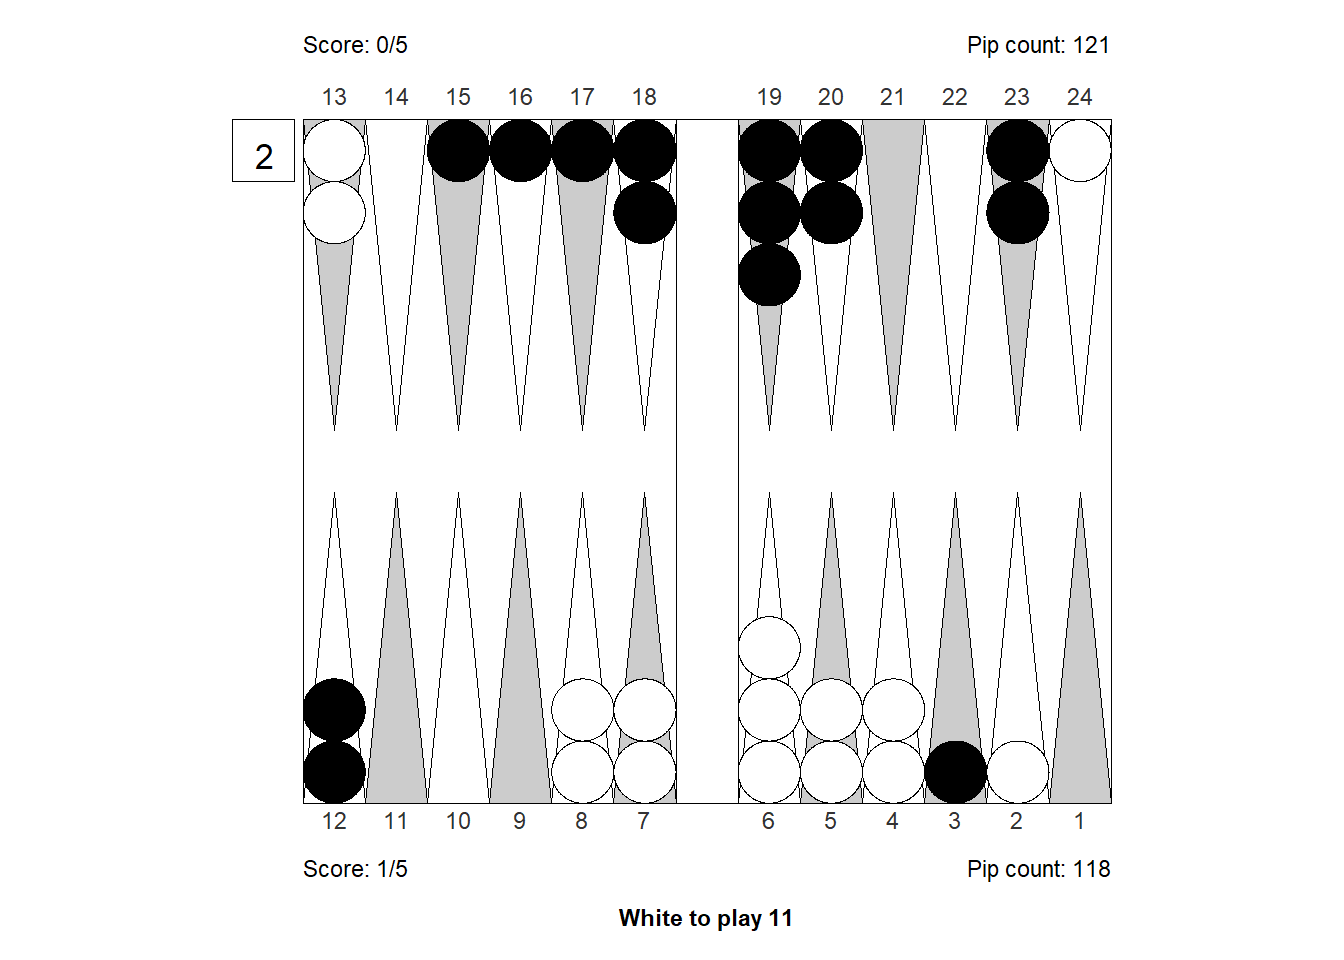 Score: 0/5 Pip count: 121
13 14 15 16 17 18 19 20 21 22 23 24
2
12 11 10 9 8 7 6 5 4 3 2 1
Score: 1/5 Pip count: 118
White to play 11